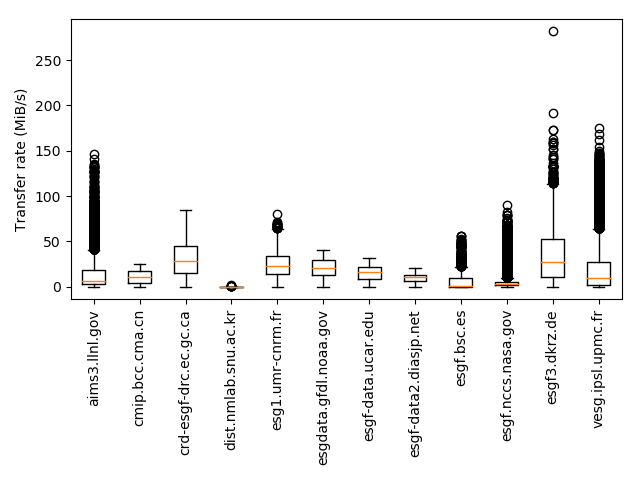 Transfer rate (MiB/s)
250
200
150
100
50
0
aims3.llnl.gov
cmip.bcc.cma.cn
crd-esgf-drc.ec.gc.ca
dist.nmlab.snu.ac.kr
esg1.umr-cnrm.fr
esgdata.gfdl.noaa.gov
esgf-data.ucar.edu
esgf-data2.diasjp.net
esgf.bsc.es
esgf.nccs.nasa.gov
esgf3.dkrz.de
vesg.ipsl.upmc.fr